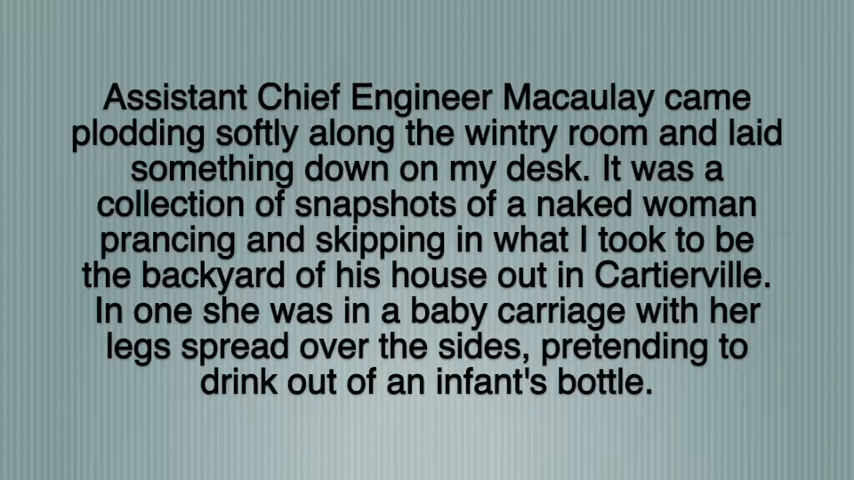 Assistant Chief Engineer Macaulay came
plodding softly along the wintry room and laid
something down on my desk. It was a
collection of snapshots of a naked woman
prancing and skipping in what I took to be
the backyard of his house out in Cartierville.
In one she was in a baby carriage with her
legs spread over the sides, pretending to
drink out of an infant's bottle.